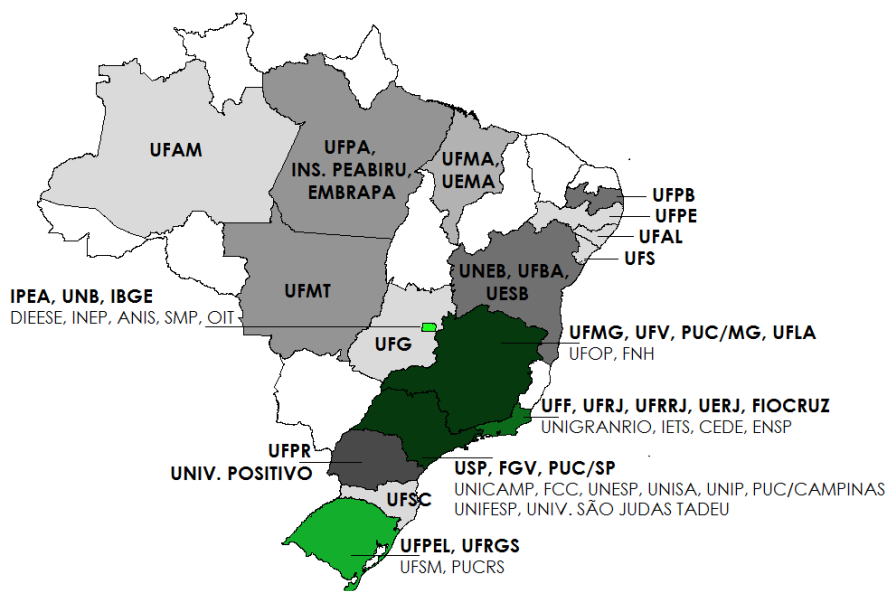 UFAM
UFPA,
INS. PEABIRU,
EMBRAPA
UFMA,
UEMA
UFPB
UFPE
UFAL
UFS
UNEB, UFBA,
UESB
UFMT
IPEA, UNB, IBGE
DIEESE, INEP, ANIS, SMP, OIT
UFG
UFMG, UFV, PUC/MG, UFLA
UFOP, FNH
UFF, UFRJ, UFRRJ, UERJ, FIOCRUZ
UNIGRANRIO, IETS, CEDE, ENSP
UFPR
UNIV. POSITIVO
USP, FGV, PUC/SP
UNICAMP, FCC, UNESP, UNISA, UNIP, PUC/CAMPINAS
UNIFESP, UNIV. SÃO JUDAS TADEU
UFSC
UFPEL, UFRGS
UFSM, PUCRS